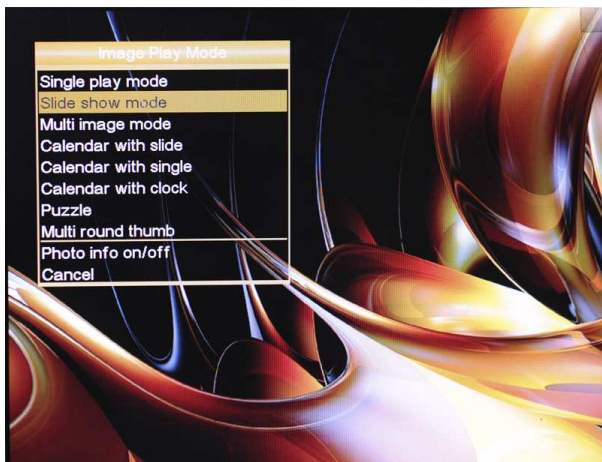 Image Play Mode
Single play mode
Slide show mode
Multi image mode
Calendar with slide
Calendar with single
Calendar with clock
Puzzle
Multi round thumb
Photo info on/off
Cancel